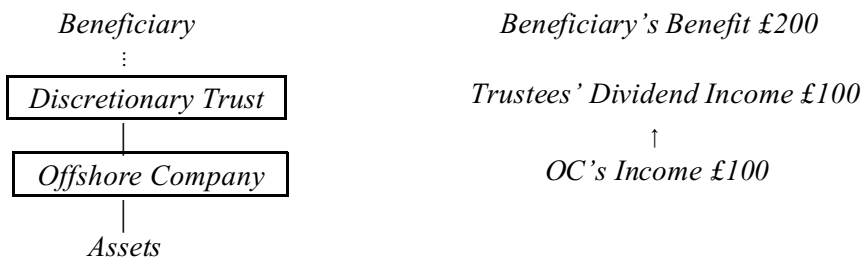 Beneficiary
Discretionary Trust
Offshore Company
Assets
Beneficiary's Benefit £200
Trustees' Dividend Income £100
↑
OC's Income £100